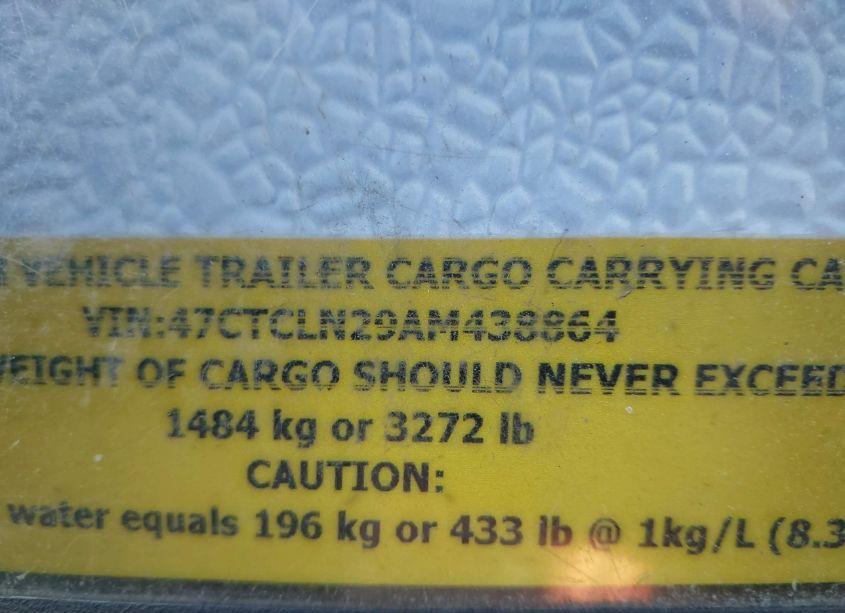 VEHICLE TRAILER CARGO CARRYING CA
VIN:47CTCLN29AM438864
WEIGHT OF CARGO SHOULD NEVER EXCEED
1484 kg or 3272 lb
CAUTION:
water equals 196 kg or 433 lb @ 1kg/L (8.3